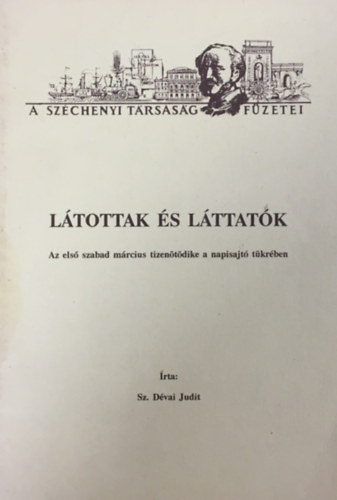 A SZÉCHENYI TÁRSASÁG FÜZETEI
LÁTOTTAK ÉS LÁTTATÓK
Az első szabad március tizenötödike a napisajtó tükrében
Írta:
Sz. Dévai Judit